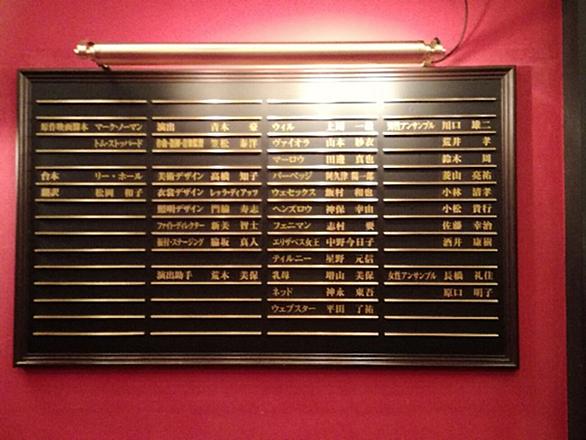 原作映画脚本 マーク・ノーマン
トム・ストッパード
台本 リー・ホール
翻訳 松岡 和子
演出 青木 豪
笠松 泰洋
美術デザイン 高橋 知子
衣裳デザイン レッラ・ディアッツ
照明デザイン 門脇 寿志
ファイトディレクター 新美 智士
振付・ステージング 脇坂 真人
演出助手 荒木 美保
ウィル 上川 一哉
ヴァイオラ 山本 紗衣
マーロウ 田邊 真也
バーベッジ 阿久津 陽一郎
ウェセックス 飯村 和也
ヘンズロウ 神保 幸由
フェニマン 志村 要
エリザベス女王 中野今日子
ティルニー 星野 元信
乳母 増山 美保
ネッド 神永 東吾
ウェブスター 平田 了祐
男性アンサンブル 川口 雄二
荒井 孝
鈴木 周
菱山 亮祐
小林 清孝
小松 貴行
佐藤 幸治
酒井 康樹
女性アンサンブル 長橋 礼佳
原口 明子